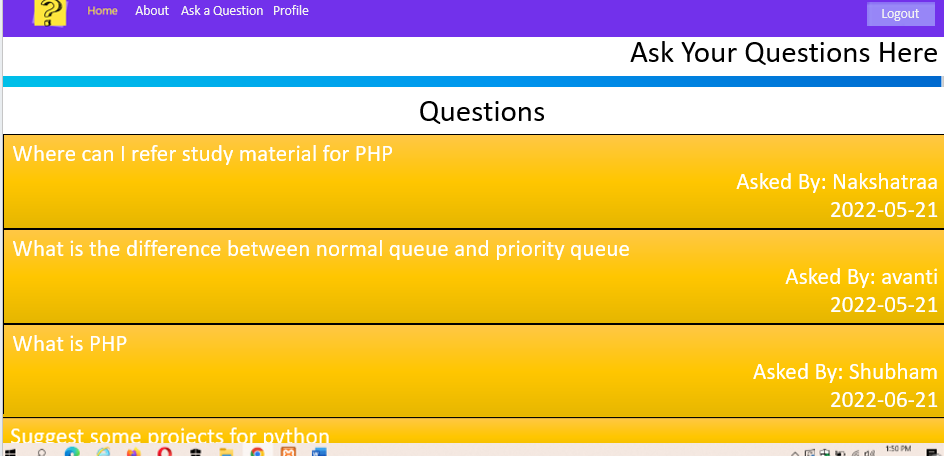 Home About Ask a Question Profile Logout
Ask Your Questions Here
Questions
Where can I refer study material for PHP
Asked By: Nakshatraa
2022-05-21
What is the difference between normal queue and priority queue
Asked By: avanti
2022-05-21
What is PHP
Asked By: Shubham
2022-06-21
Suggest some projects for python
1:50 PM